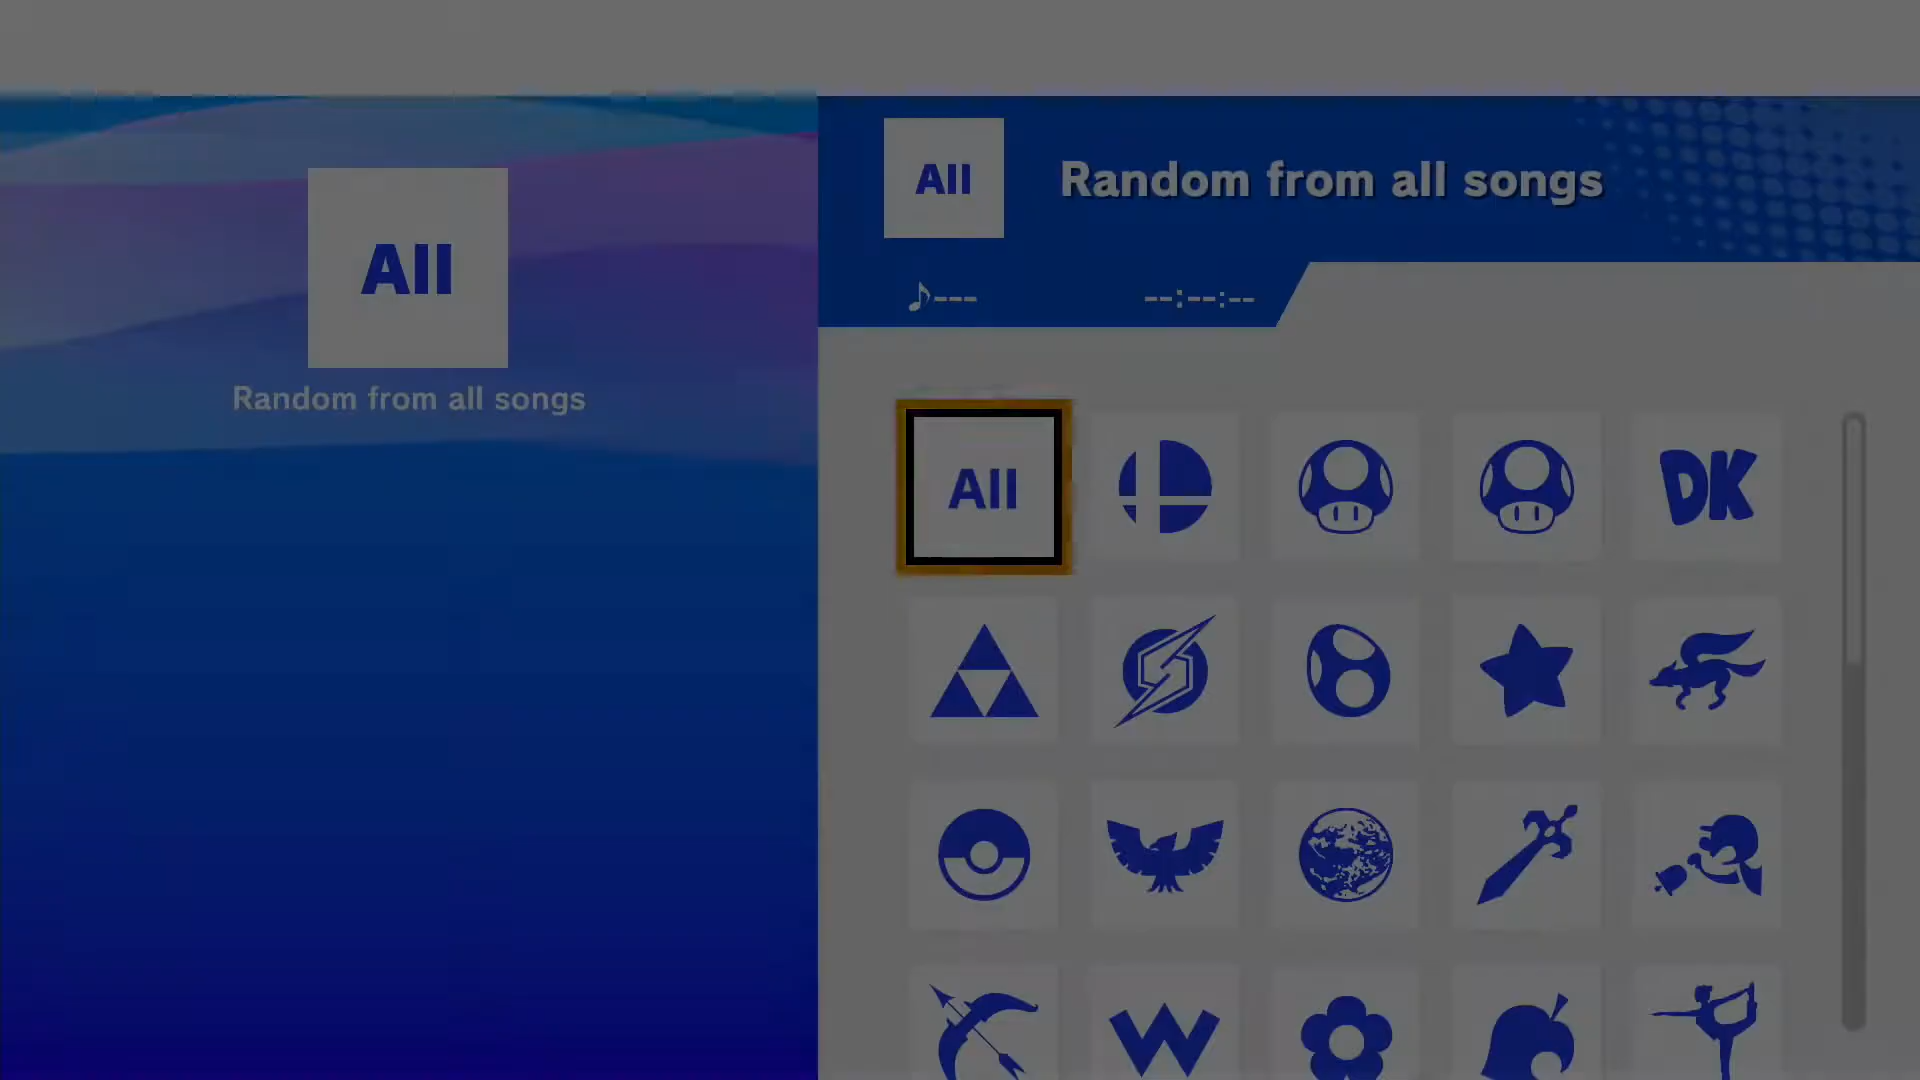 All
Random from all songs
All
Random from all songs
♪---
--:--:--
All
DK